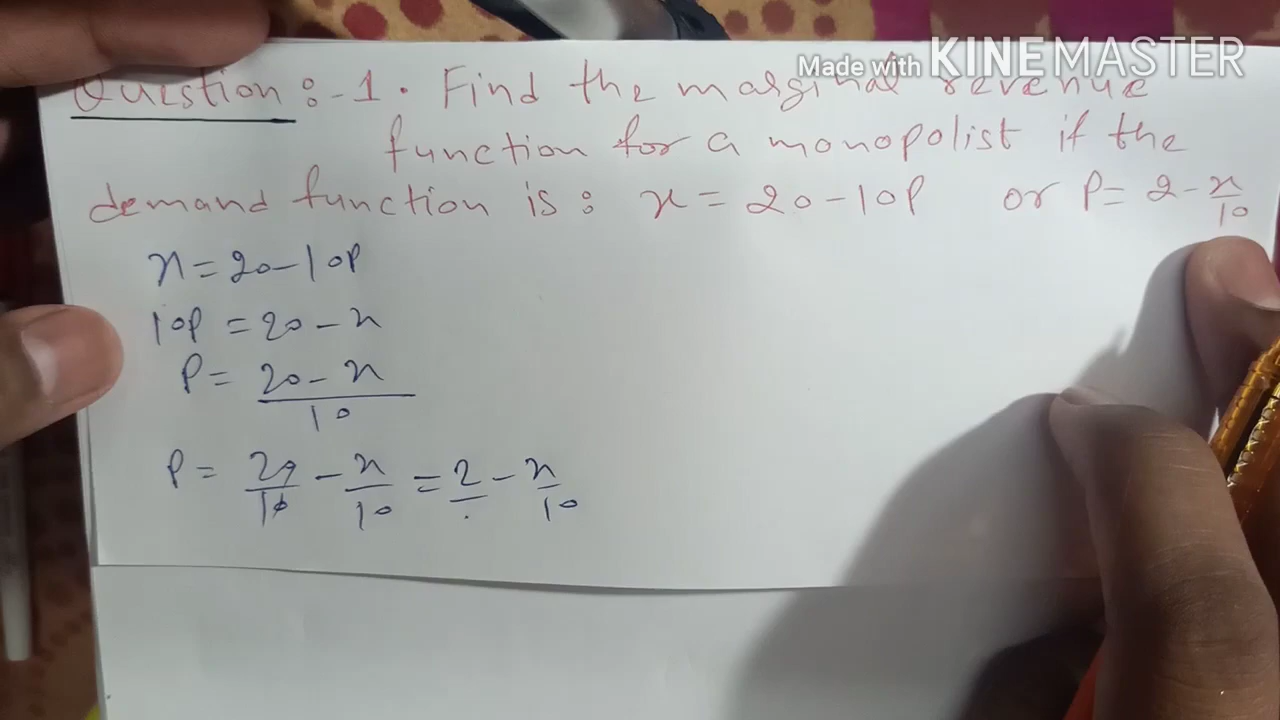 Made with KINEMASTER
Question :- 1. Find the marginal revenue
function for a monopolist if the
demand function is : x = 20 - 10P or P = 2 - x/10
x = 20 - 10P
10P = 20 - x
P = (20 - x)/10
P = 20/10 - x/10 = 2 - x/10